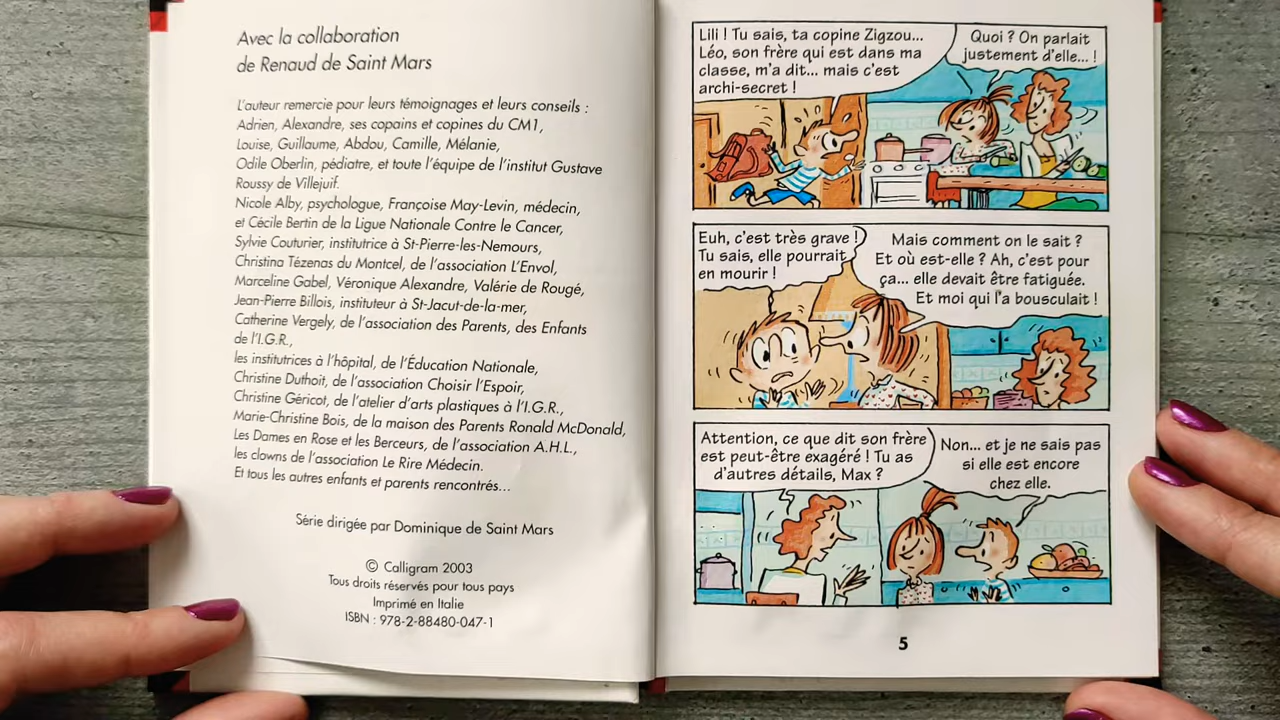 Avec la collaboration
de Renaud de Saint Mars
L'auteur remercie pour leurs témoignages et leurs conseils :
Adrien, Alexandre, ses copains et copines du CM1,
Louise, Guillaume, Abdou, Camille, Mélanie,
Odile Oberlin, pédiatre, et toute l'équipe de l'institut Gustave
Roussy de Villejuif.
Nicole Alby, psychologue, Françoise May-Levin, médecin,
et Cécile Bertin de la Ligue Nationale Contre le Cancer,
Sylvie Couturier, institutrice à St-Pierre-les-Nemours,
Christina Tézenas du Montcel, de l'association L'Envol,
Marceline Gabel, Véronique Alexandre, Valérie de Rougé,
Jean-Pierre Billois, instituteur à St-Jacut-de-la-mer,
Catherine Vergely, de l'association des Parents, des Enfants
de l'I.G.R.,
les institutrices à l'hôpital, de l'Éducation Nationale,
Christine Duthoit, de l'association Choisir l'Espoir,
Christine Géricot, de l'atelier d'arts plastiques à l'I.G.R.,
Marie-Christine Bois, de la maison des Parents Ronald McDonald,
Les Dames en Rose et les Berceurs, de l'association A.H.L.,
les clowns de l'association Le Rire Médecin.
Et tous les autres enfants et parents rencontrés...
Série dirigée par Dominique de Saint Mars
© Calligram 2003
Tous droits réservés pour tous pays
Imprimé en Italie
ISBN : 978-2-88480-047-1
Lili ! Tu sais, ta copine Zigzou...
Léo, son frère qui est dans ma
classe, m'a dit... mais c'est
archi-secret !
Quoi ? On parlait
justement d'elle... !
Euh, c'est très grave !
Tu sais, elle pourrait
en mourir !
Mais comment on le sait ?
Et où est-elle ? Ah, c'est pour
ça... elle devait être fatiguée.
Et moi qui l'a bousculait !
Attention, ce que dit son frère
est peut-être exagéré ! Tu as
d'autres détails, Max ?
Non... et je ne sais pas
si elle est encore
chez elle.
5